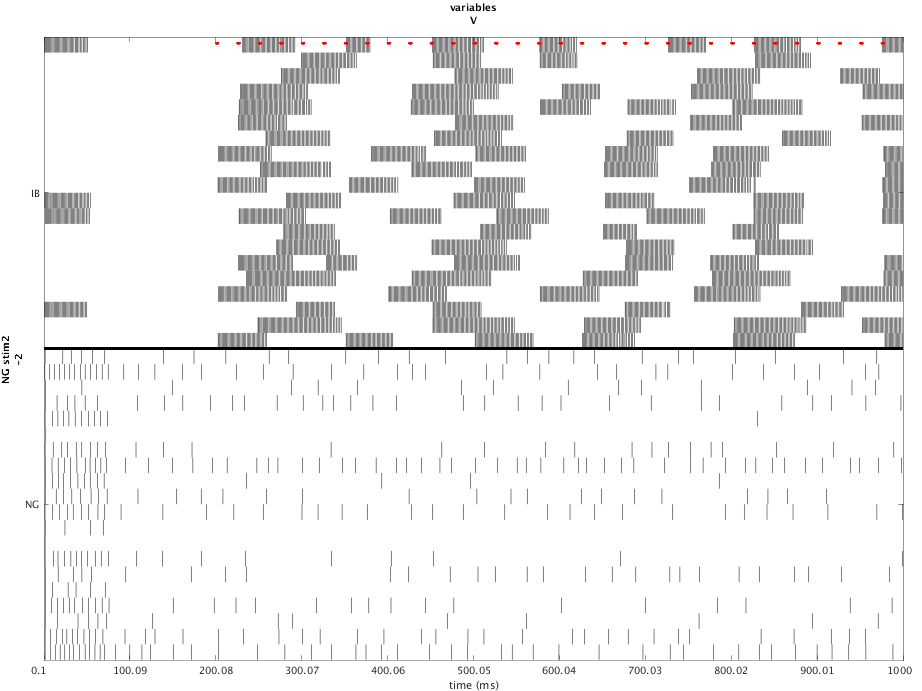 variables
V
IB
NG stim2
-2
NG
0.1
100.09
200.08
300.07
400.06
500.05
600.04
700.03
800.02
900.01
1000
time (ms)